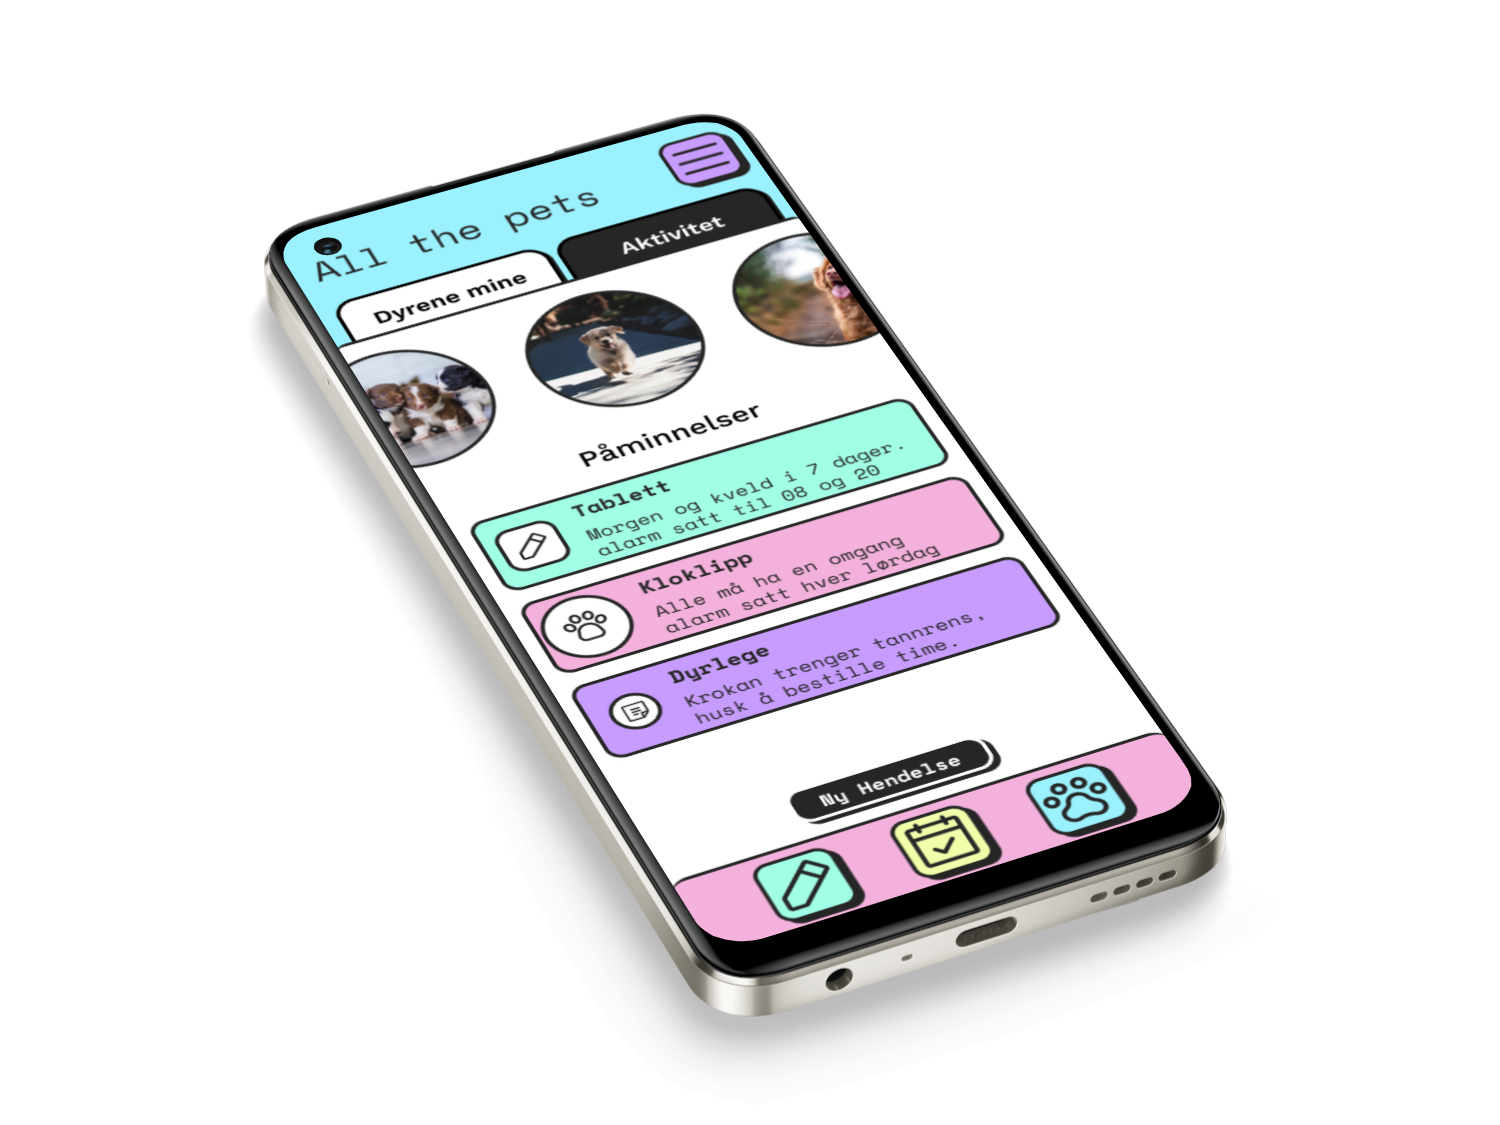 All the pets
Dyrene mine
Aktivitet
Påminnelser
Tablett
Morgen og kveld i 7 dager.
alarm satt til 08 og 20
Kloklipp
Alle må ha en omgang
alarm satt hver lørdag
Dyrlege
Krokan trenger tannrens,
husk å bestille time.
Ny Hendelse